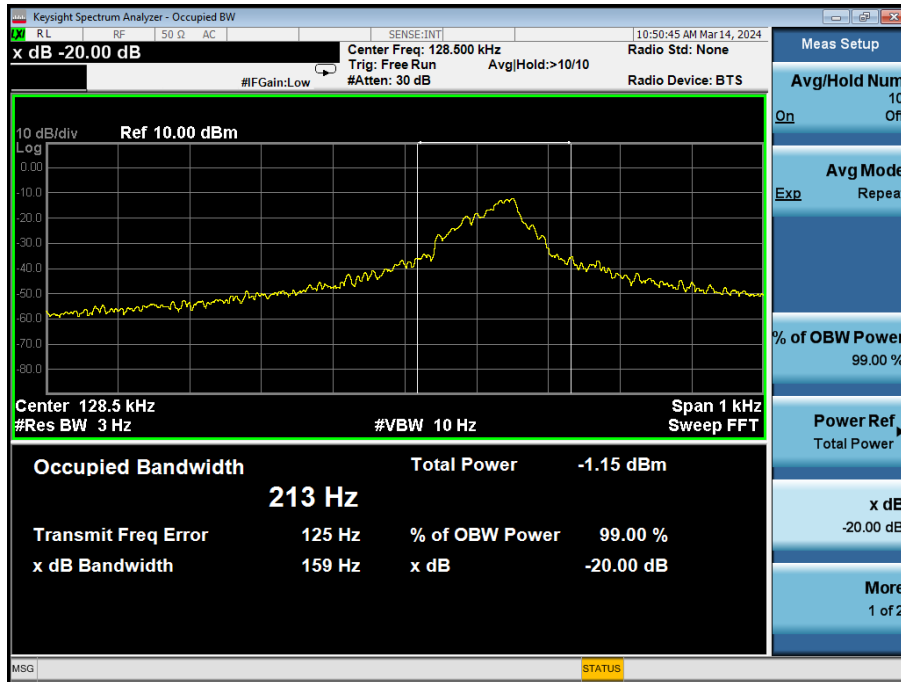 Keysight Spectrum Analyzer - Occupied BW
LXI RL RF 50 Ω AC SENSE:INT 10:50:45 AM Mar 14, 2024
x dB -20.00 dB
Center Freq: 128.500 kHz Radio Std: None
Trig: Free Run Avg|Hold:>10/10
#IFGain:Low #Atten: 30 dB Radio Device: BTS
10 dB/div Ref 10.00 dBm
Log
0.00
-10.0
-20.0
-30.0
-40.0
-50.0
-60.0
-70.0
-80.0
Center 128.5 kHz Span 1 kHz
#Res BW 3 Hz #VBW 10 Hz Sweep FFT
Occupied Bandwidth Total Power -1.15 dBm
213 Hz
Transmit Freq Error 125 Hz % of OBW Power 99.00 %
x dB Bandwidth 159 Hz x dB -20.00 dB
MSG STATUS
Meas Setup
Avg/Hold Num
10
On Off
Avg Mode
Exp Repea
% of OBW Power
99.00 %
Power Ref
Total Power
x dB
-20.00 dB
More
1 of 2